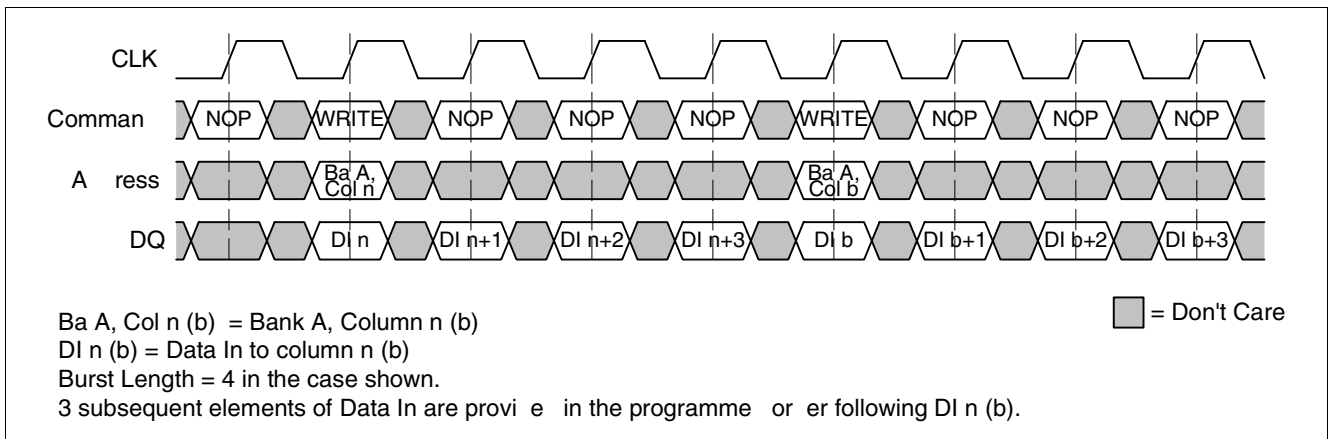 CLK
Comman NOP WRITE NOP NOP NOP WRITE NOP NOP NOP
A ress Ba A, Col n Ba A, Col b
DQ DI n DI n+1 DI n+2 DI n+3 DI b DI b+1 DI b+2 DI b+3
Ba A, Col n (b) = Bank A, Column n (b)
= Don't Care
DI n (b) = Data In to column n (b)
Burst Length = 4 in the case shown.
3 subsequent elements of Data In are provi e in the programme or er following DI n (b).